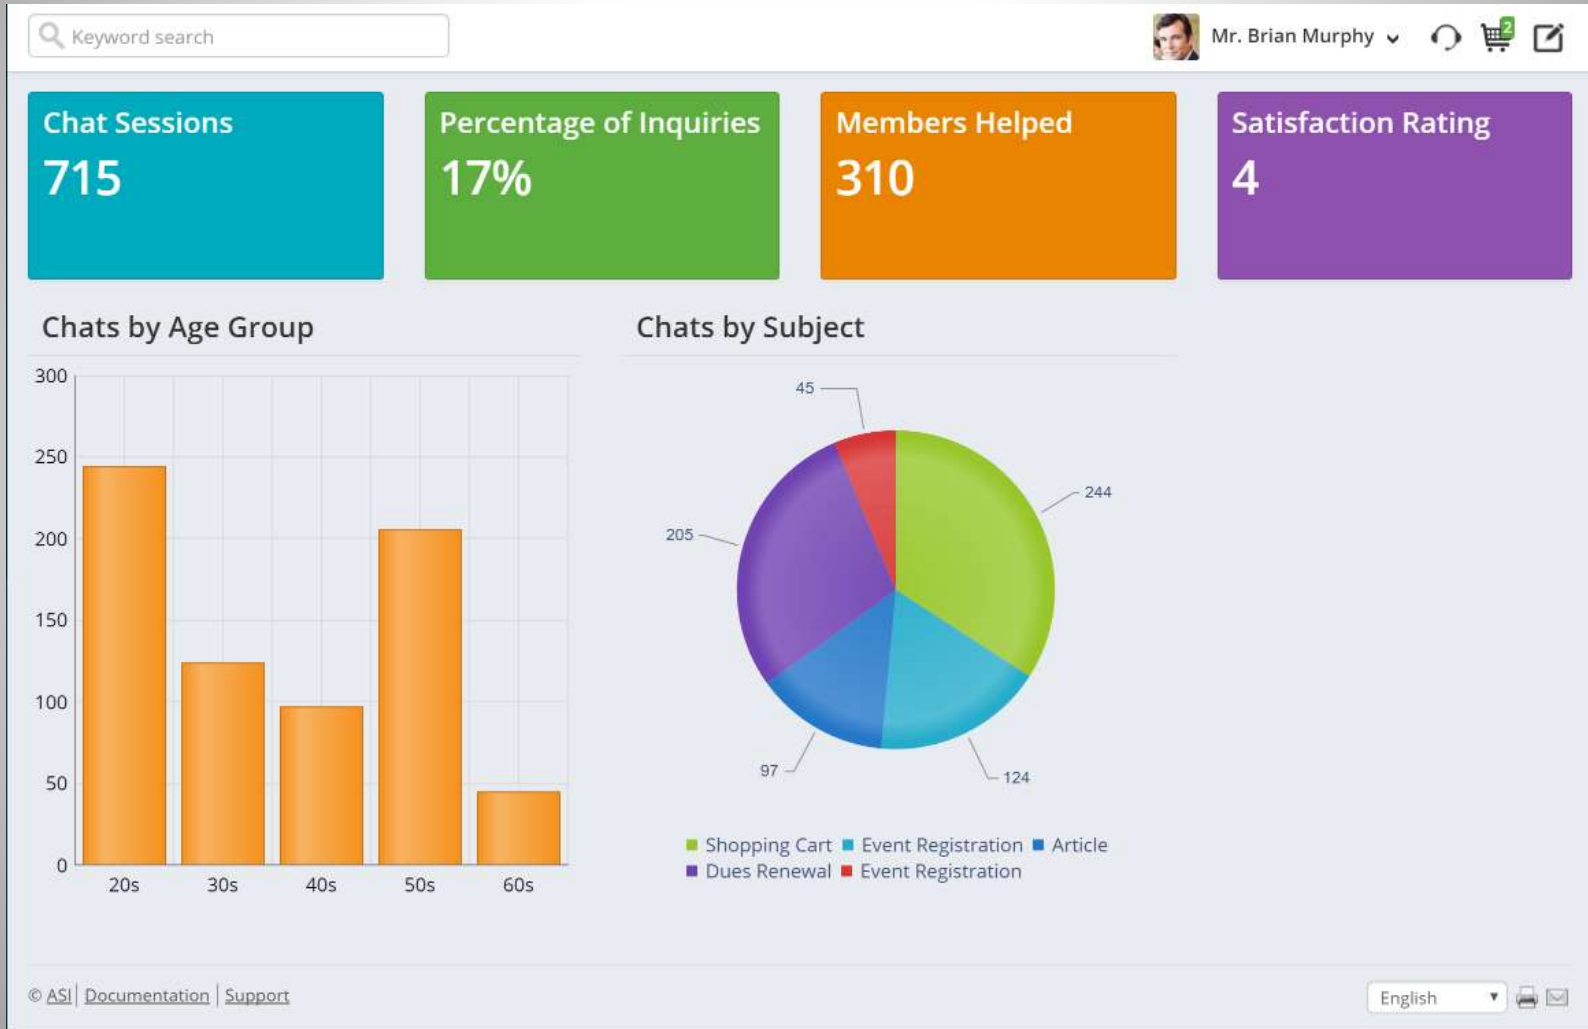 Keyword search
Mr. Brian Murphy
2
Chat Sessions
715
Percentage of Inquiries
17%
Members Helped
310
Satisfaction Rating
4
Chats by Age Group
300
250
200
150
100
50
0
20s 30s 40s 50s 60s
Chats by Subject
45
244
205
97
124
Shopping Cart Event Registration Article
Dues Renewal Event Registration
© ASI Documentation Support
English